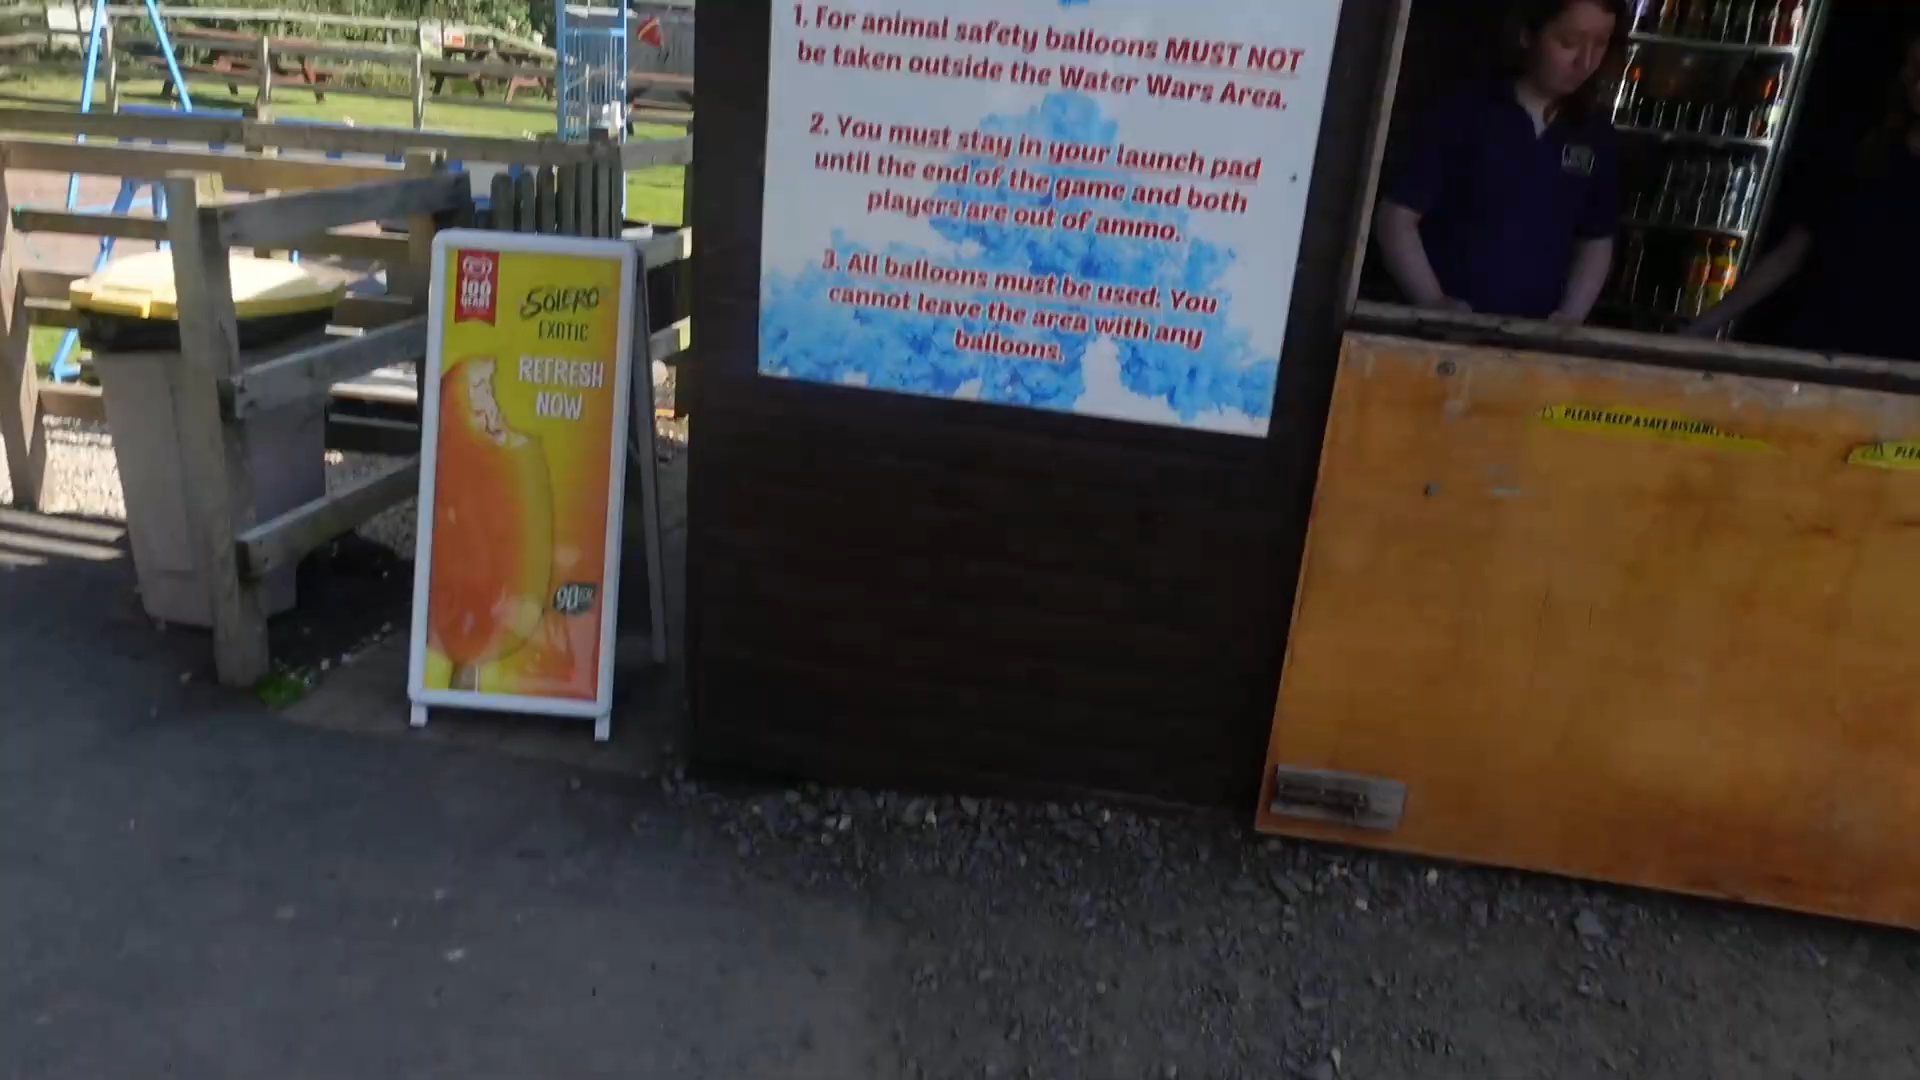 1. For animal safety balloons MUST NOT
be taken outside the Water Wars Area.
2. You must stay in your launch pad
until the end of the game and both
players are out of ammo.
3. All balloons must be used. You
cannot leave the area with any
balloons.
100
YEARS
SOLERO
EXOTIC
REFRESH
NOW
90
PLEASE KEEP A SAFE DISTANCE